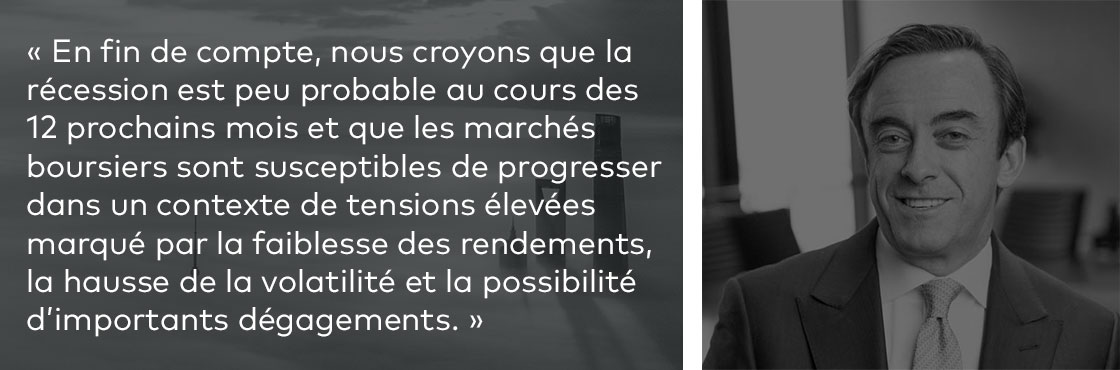 « En fin de compte, nous croyons que la
récession est peu probable au cours des
12 prochains mois et que les marchés
boursiers sont susceptibles de progresser
dans un contexte de tensions élevées
marqué par la faiblesse des rendements,
la hausse de la volatilité et la possibilité
d’importants dégagements. »